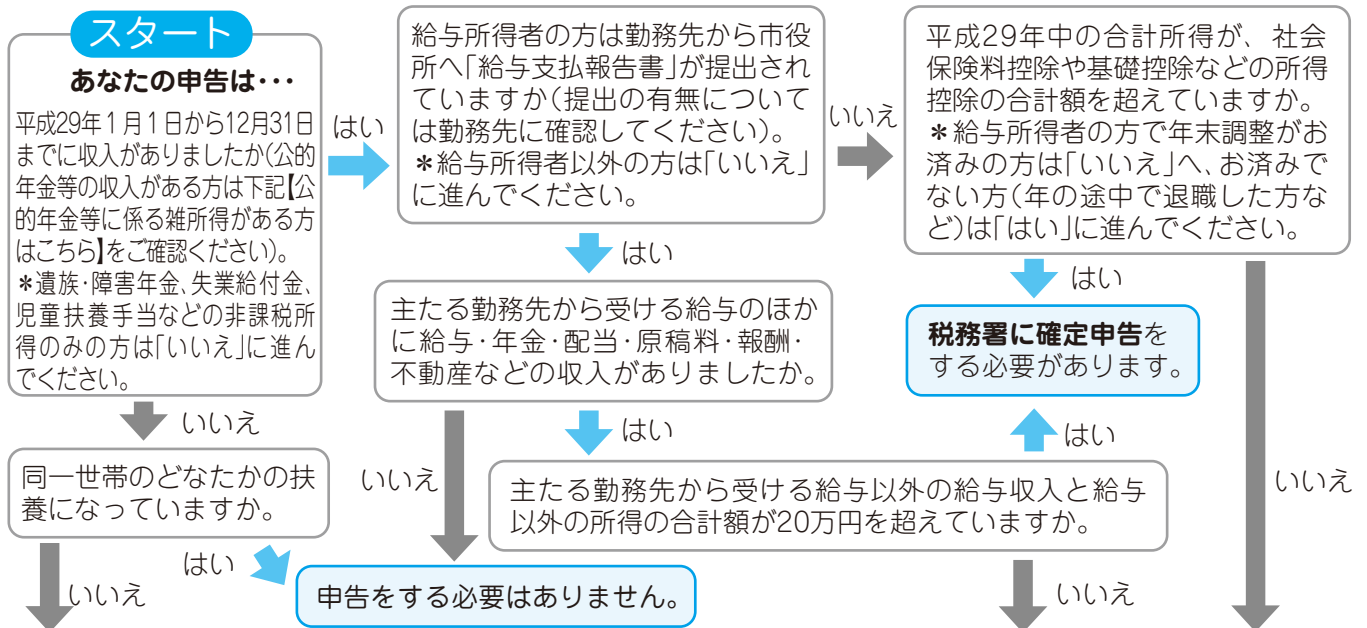 スタート
あなたの申告は･･･
平成29年1月1日から12月31日
までに収入がありましたか(公的
年金等の収入がある方は下記【公
的年金等に係る雑所得がある方
はこちら】をご確認ください)。
＊遺族･障害年金、失業給付金、
児童扶養手当などの非課税所
得のみの方は「いいえ」に進ん
でください。
はい
いいえ
給与所得者の方は勤務先から市役
所へ「給与支払報告書」が提出され
ていますか(提出の有無について
は勤務先に確認してください)。
＊給与所得者以外の方は「いいえ」
に進んでください。
いいえ
はい
平成29年中の合計所得が、社会
保険料控除や基礎控除などの所得
控除の合計額を超えていますか。
＊給与所得者の方で年末調整がお
済みの方は「いいえ」へ、お済みで
ない方(年の途中で退職した方な
ど)は「はい」に進んでください。
はい
いいえ
主たる勤務先から受ける給与のほか
に給与･年金･配当･原稿料･報酬･
不動産などの収入がありましたか。
はい
いいえ
税務署に確定申告を
する必要があります。
はい
同一世帯のどなたかの扶
養になっていますか。
はい
いいえ
主たる勤務先から受ける給与以外の給与収入と給与
以外の所得の合計額が20万円を超えていますか。
いいえ
申告をする必要はありません。